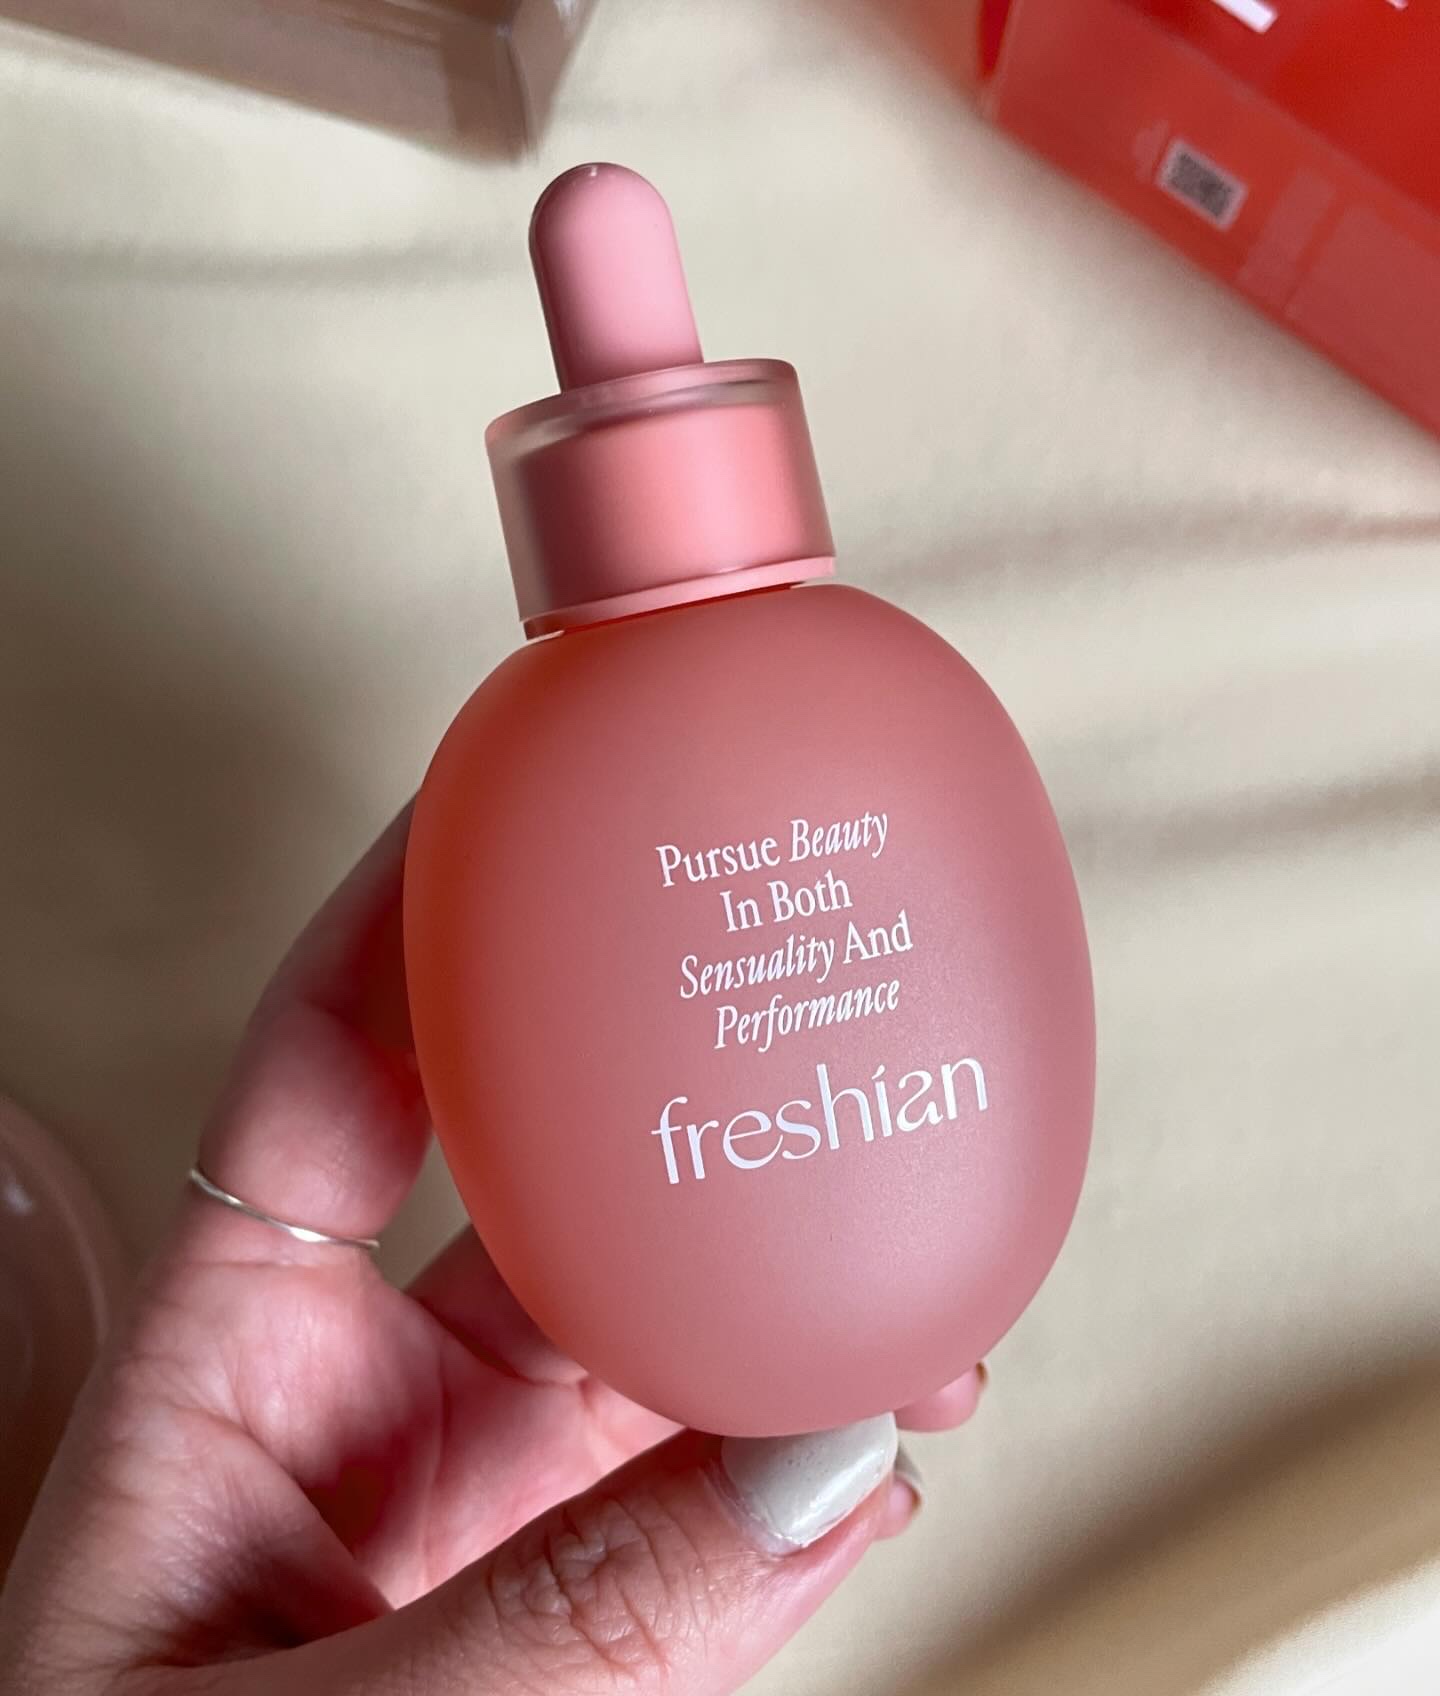 Pursue Beauty
In Both
Sensuality And
Performance
freshian